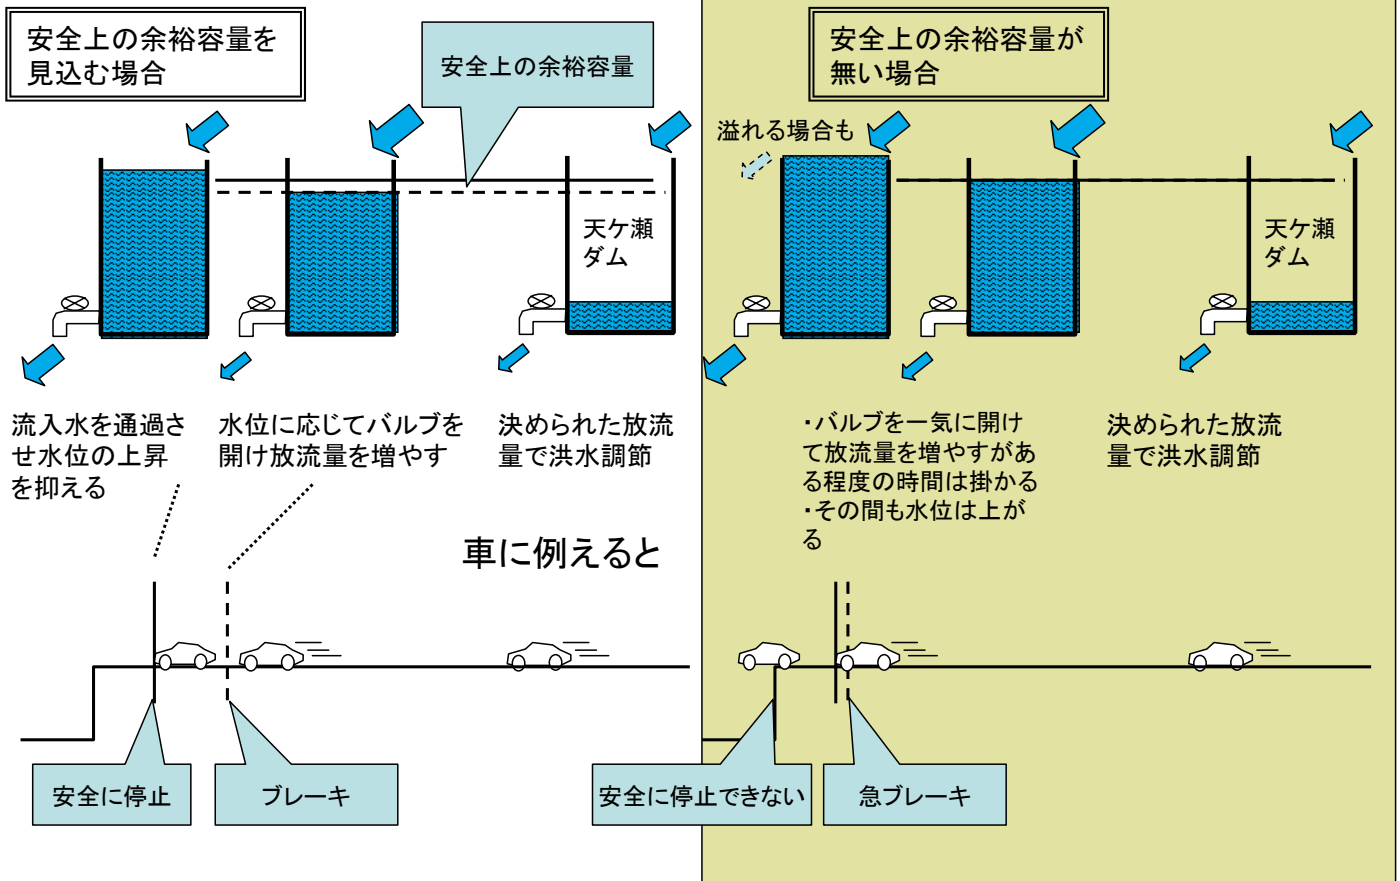 安全上の余裕容量を
見込む場合
安全上の余裕容量
天ケ瀬
ダム
流入水を通過さ
せ水位の上昇
を抑える
水位に応じてバルブを
開け放流量を増やす
決められた放流
量で洪水調節
車に例えると
安全に停止
ブレーキ
安全上の余裕容量が
無い場合
溢れる場合も
天ケ瀬
ダム
・バルブを一気に開け
て放流量を増やすがあ
る程度の時間は掛かる
・その間も水位は上が
る
決められた放流
量で洪水調節
安全に停止できない
急ブレーキ